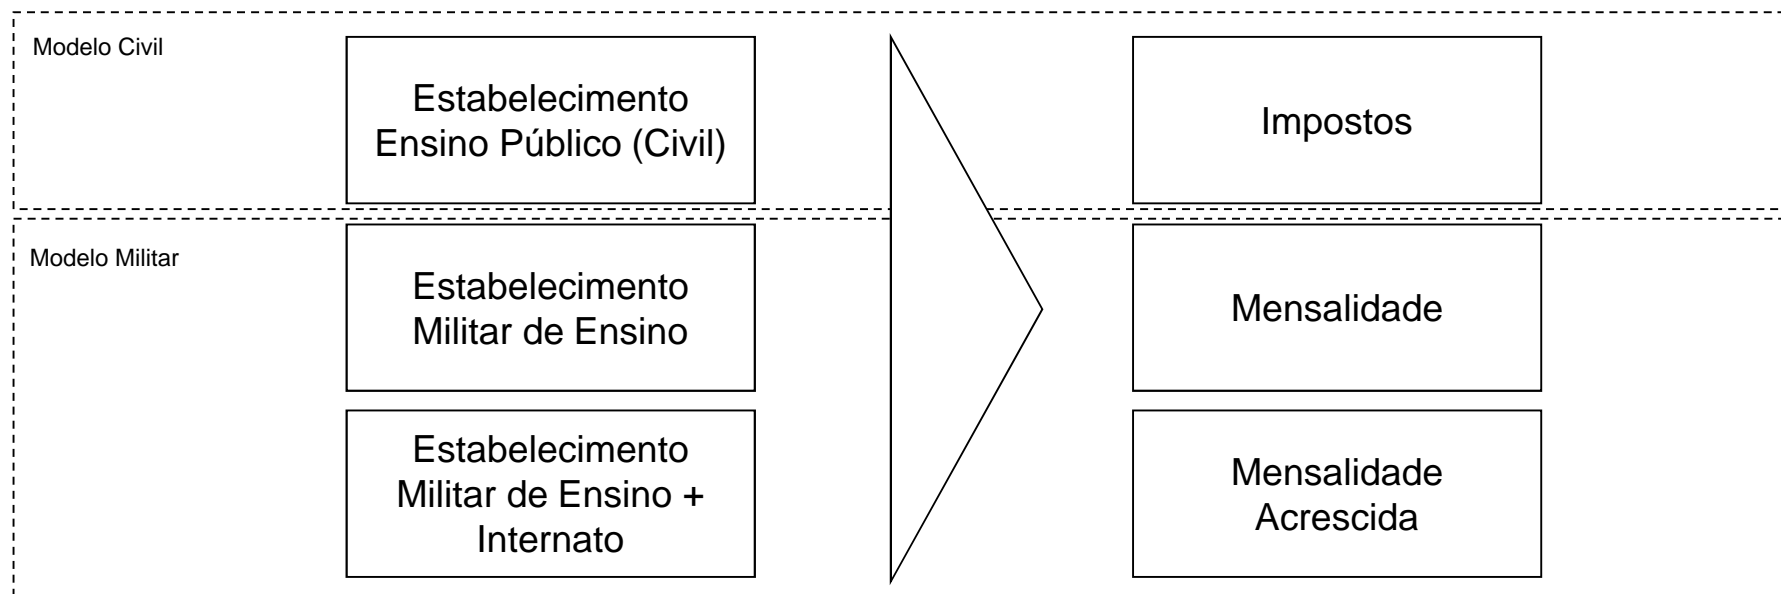 Modelo Civil
Estabelecimento
Ensino Público (Civil)
Impostos
Modelo Militar
Estabelecimento
Militar de Ensino
Mensalidade
Estabelecimento
Militar de Ensino +
Internato
Mensalidade
Acrescida